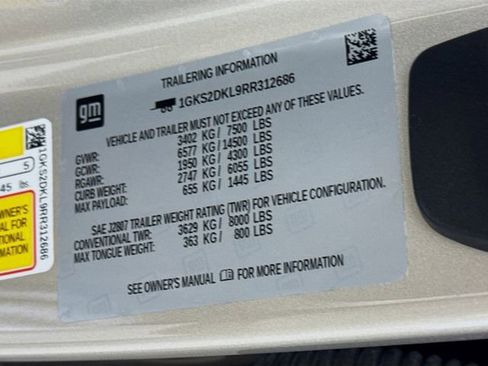 TRAILERING INFORMATION
1GKS2DKL9RR312686
gm
VEHICLE AND TRAILER MUST NOT EXCEED ANY OF THESE VALUES.
GVWR: 3402 KG/ 7500 LBS
GCWR: 6577 KG/ 14500 LBS
RGAWR: 1950 KG/ 4300 LBS
CURB WEIGHT: 2747 KG/ 6055 LBS
MAX PAYLOAD: 655 KG/ 1445 LBS
SAE J2807 TRAILER WEIGHT RATING (TWR) FOR VEHICLE CONFIGURATION.
CONVENTIONAL TWR: 3629 KG/ 8000 LBS
MAX TONGUE WEIGHT: 363 KG/ 800 LBS
SEE OWNER'S MANUAL FOR MORE INFORMATION
1GKS2DKL9RR312686
5
45 lbs.
OWNER'S